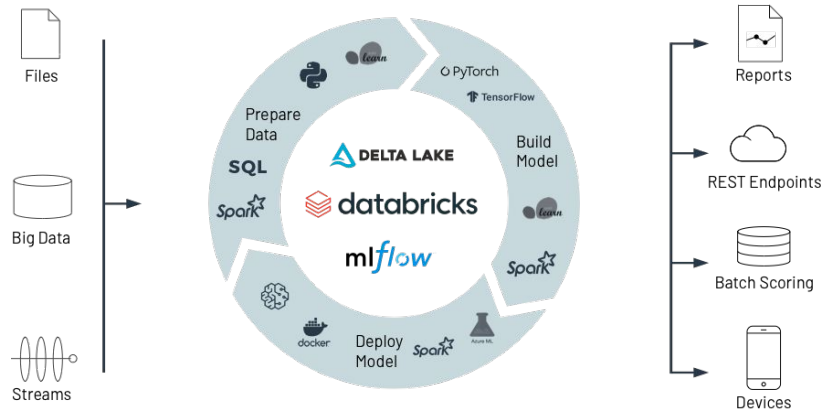 Files
Big Data
Streams
Prepare
Data
SQL
Spark
learn
PyTorch
TensorFlow
Build
Model
learn
Spark
DELTA LAKE
databricks
mlflow
docker
Deploy
Model
Spark
Azure ML
Reports
REST Endpoints
Batch Scoring
Devices